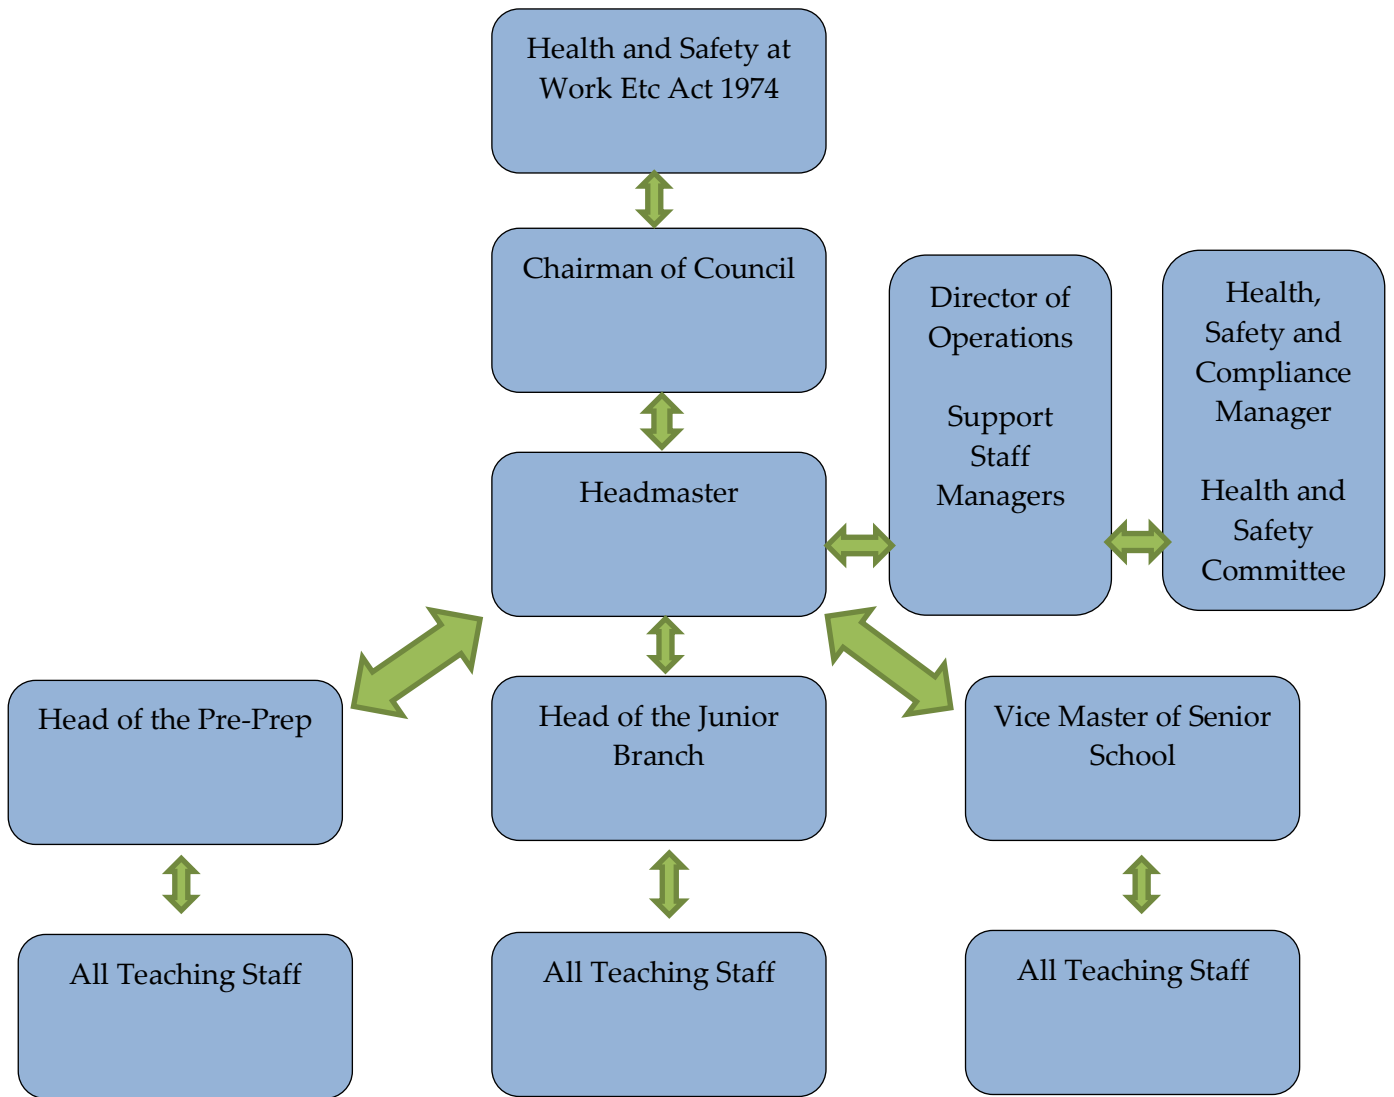 Health and Safety at
Work Etc Act 1974
Chairman of Council
Director of
Operations
Support
Staff
Managers
Health,
Safety and
Compliance
Manager
Health and
Safety
Committee
Headmaster
Head of the Pre-Prep
Head of the Junior
Branch
Vice Master of Senior
School
All Teaching Staff
All Teaching Staff
All Teaching Staff